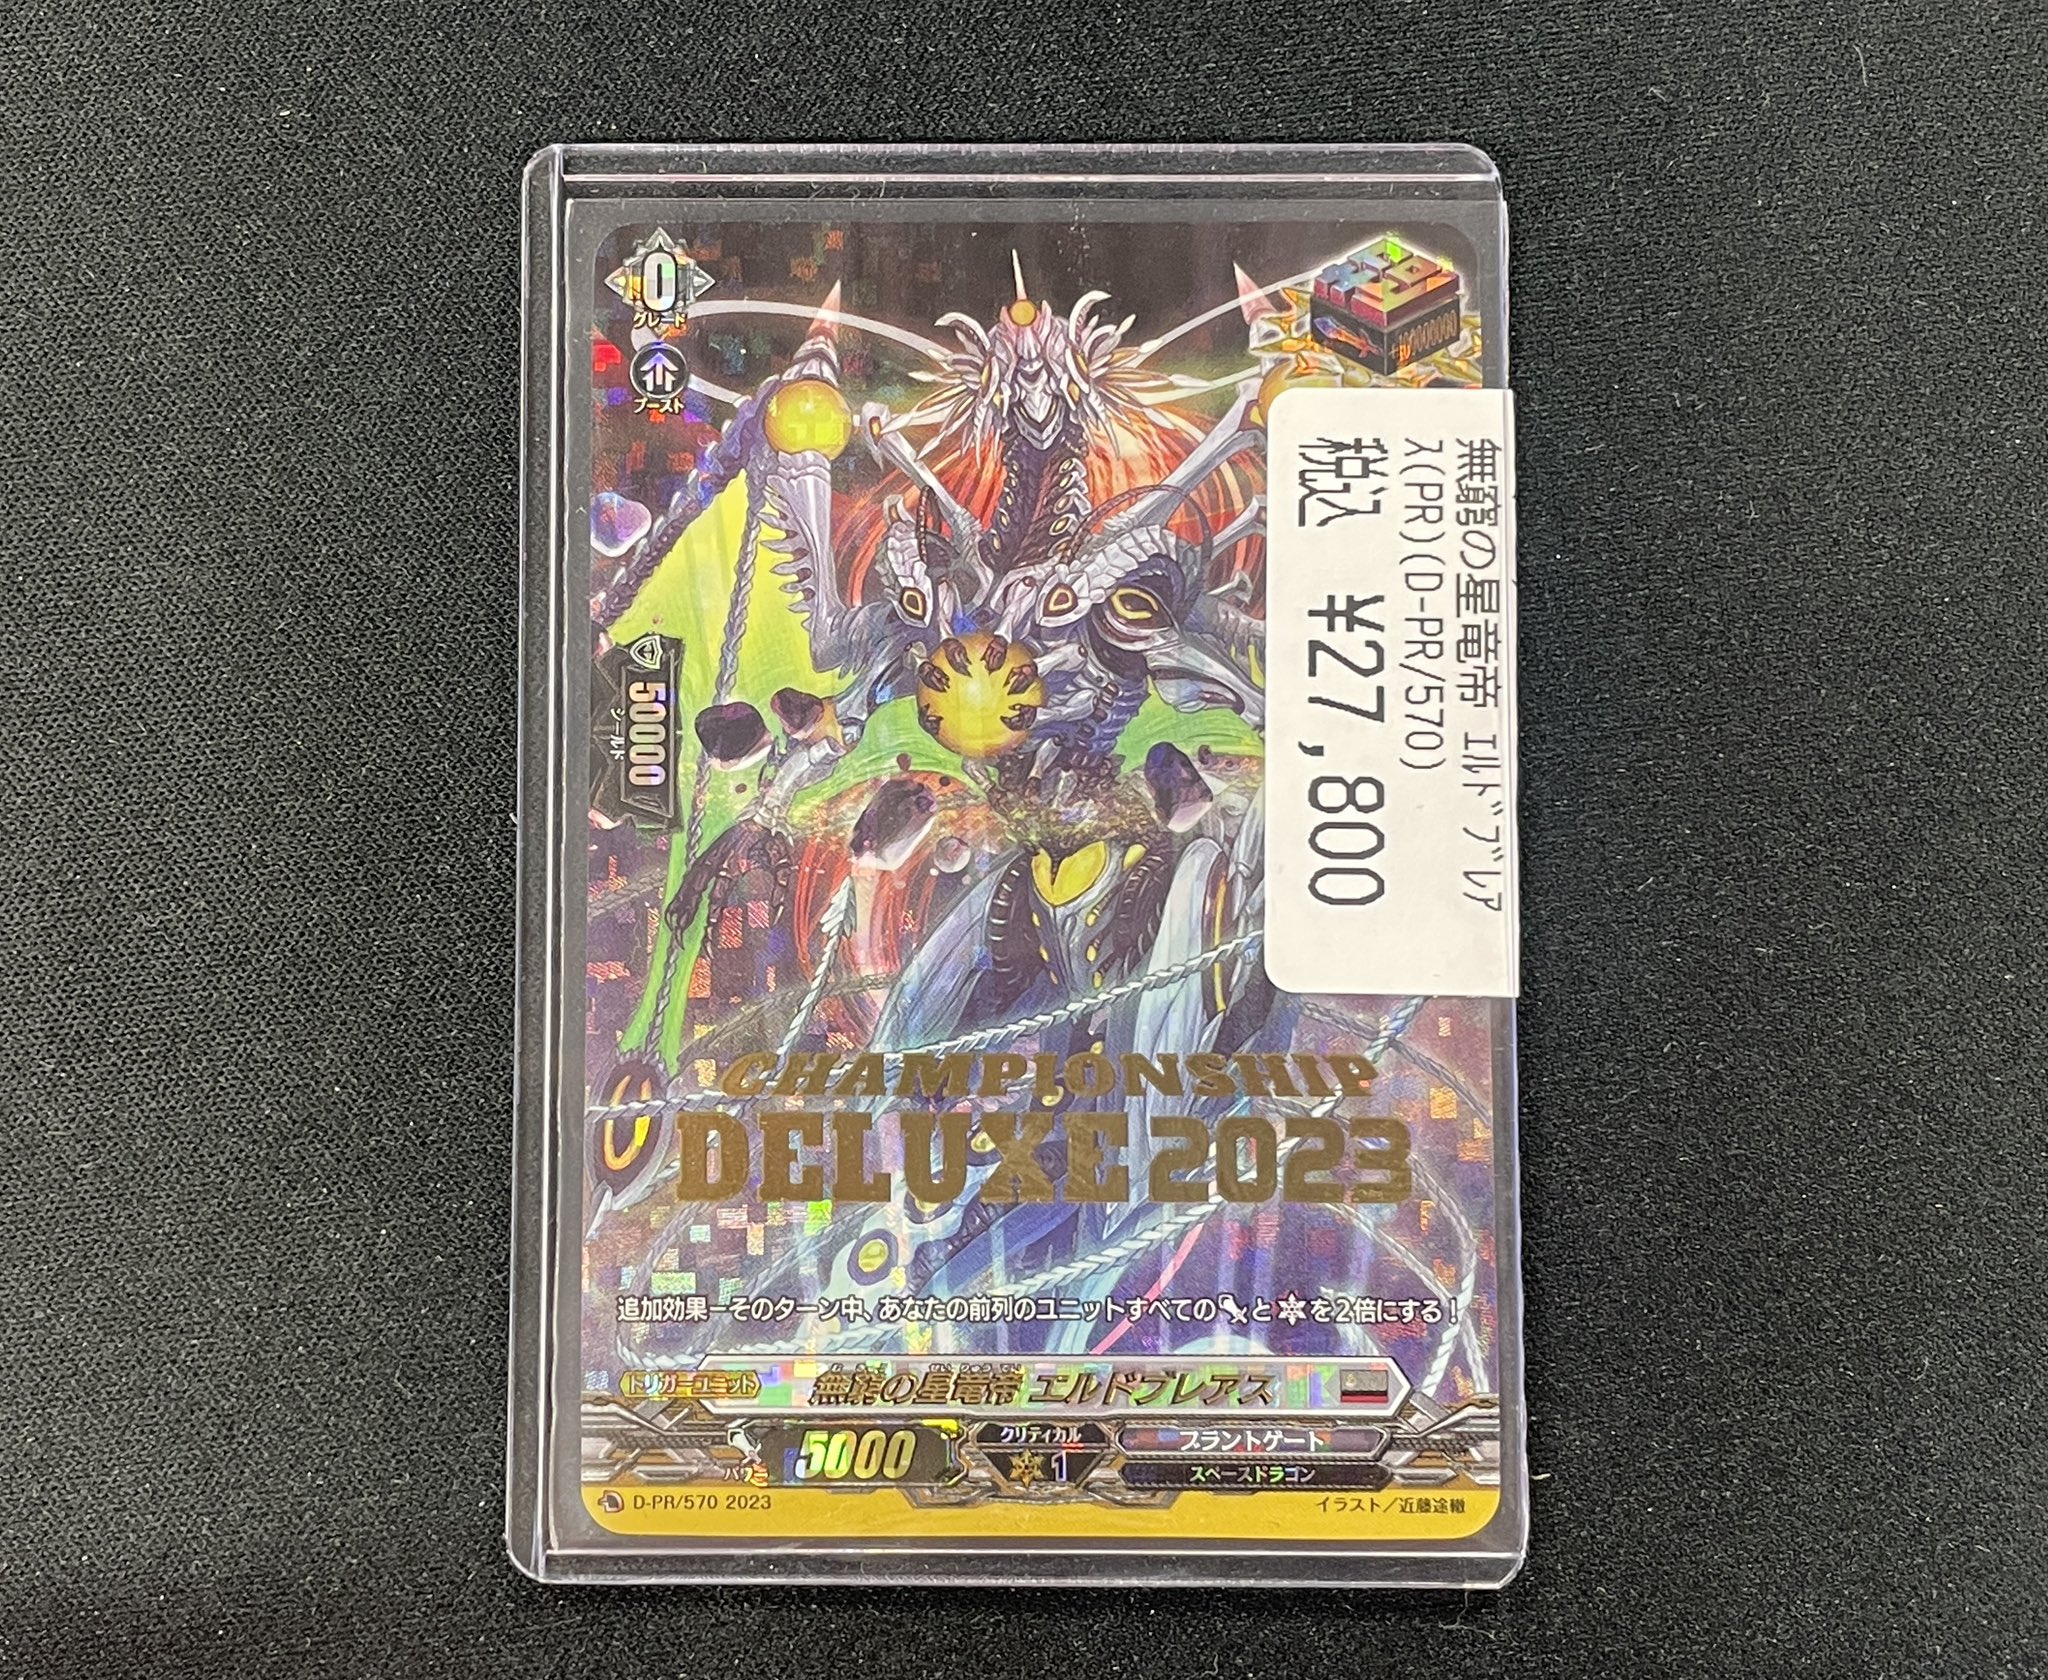 0
グレード
ブースト
超
+100000000
50000
シールド
無窮の星竜帝 ｴﾙﾄﾞﾌﾞﾚｱ
ｽ(PR)(D-PR/570)
税込 ¥27,800
CHAMPIONSHIP
DELUXE2023
追加効果－そのターン中、あなたの前列のユニットすべてのとを2倍にする！
トリガーユニット
無窮の星竜帝 エルドブレアス
パワー
5000
クリティカル
1
ブラントゲート
スペースドラゴン
D-PR/570 2023
イラスト／近藤途轍